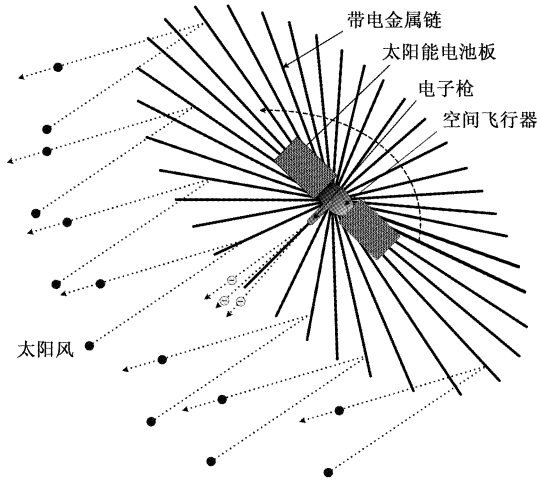 带电金属链
太阳能电池板
电子枪
空间飞行器
⊖
⊖ ⊖
太阳风